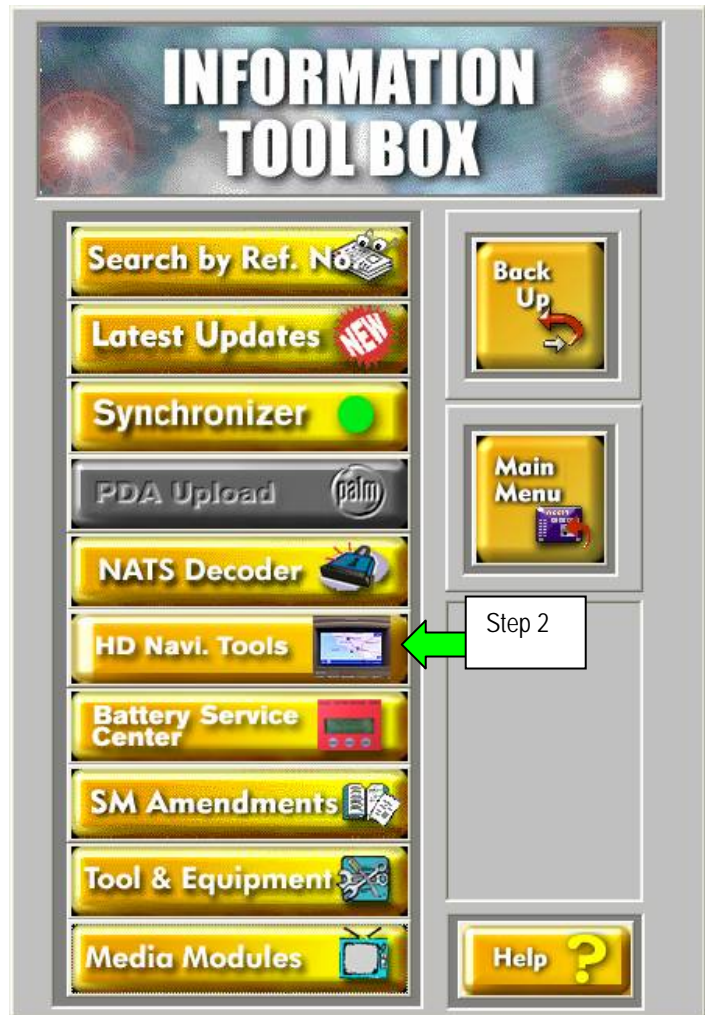 INFORMATION
TOOL BOX
Search by Ref. No.
Latest Updates NEW
Synchronizer
PDA Upload palm
NATS Decoder
HD Navi. Tools
Battery Service
Center
SM Amendments
Tool & Equipment
Media Modules
Back
Up
Main
Menu
Step 2
Help ?